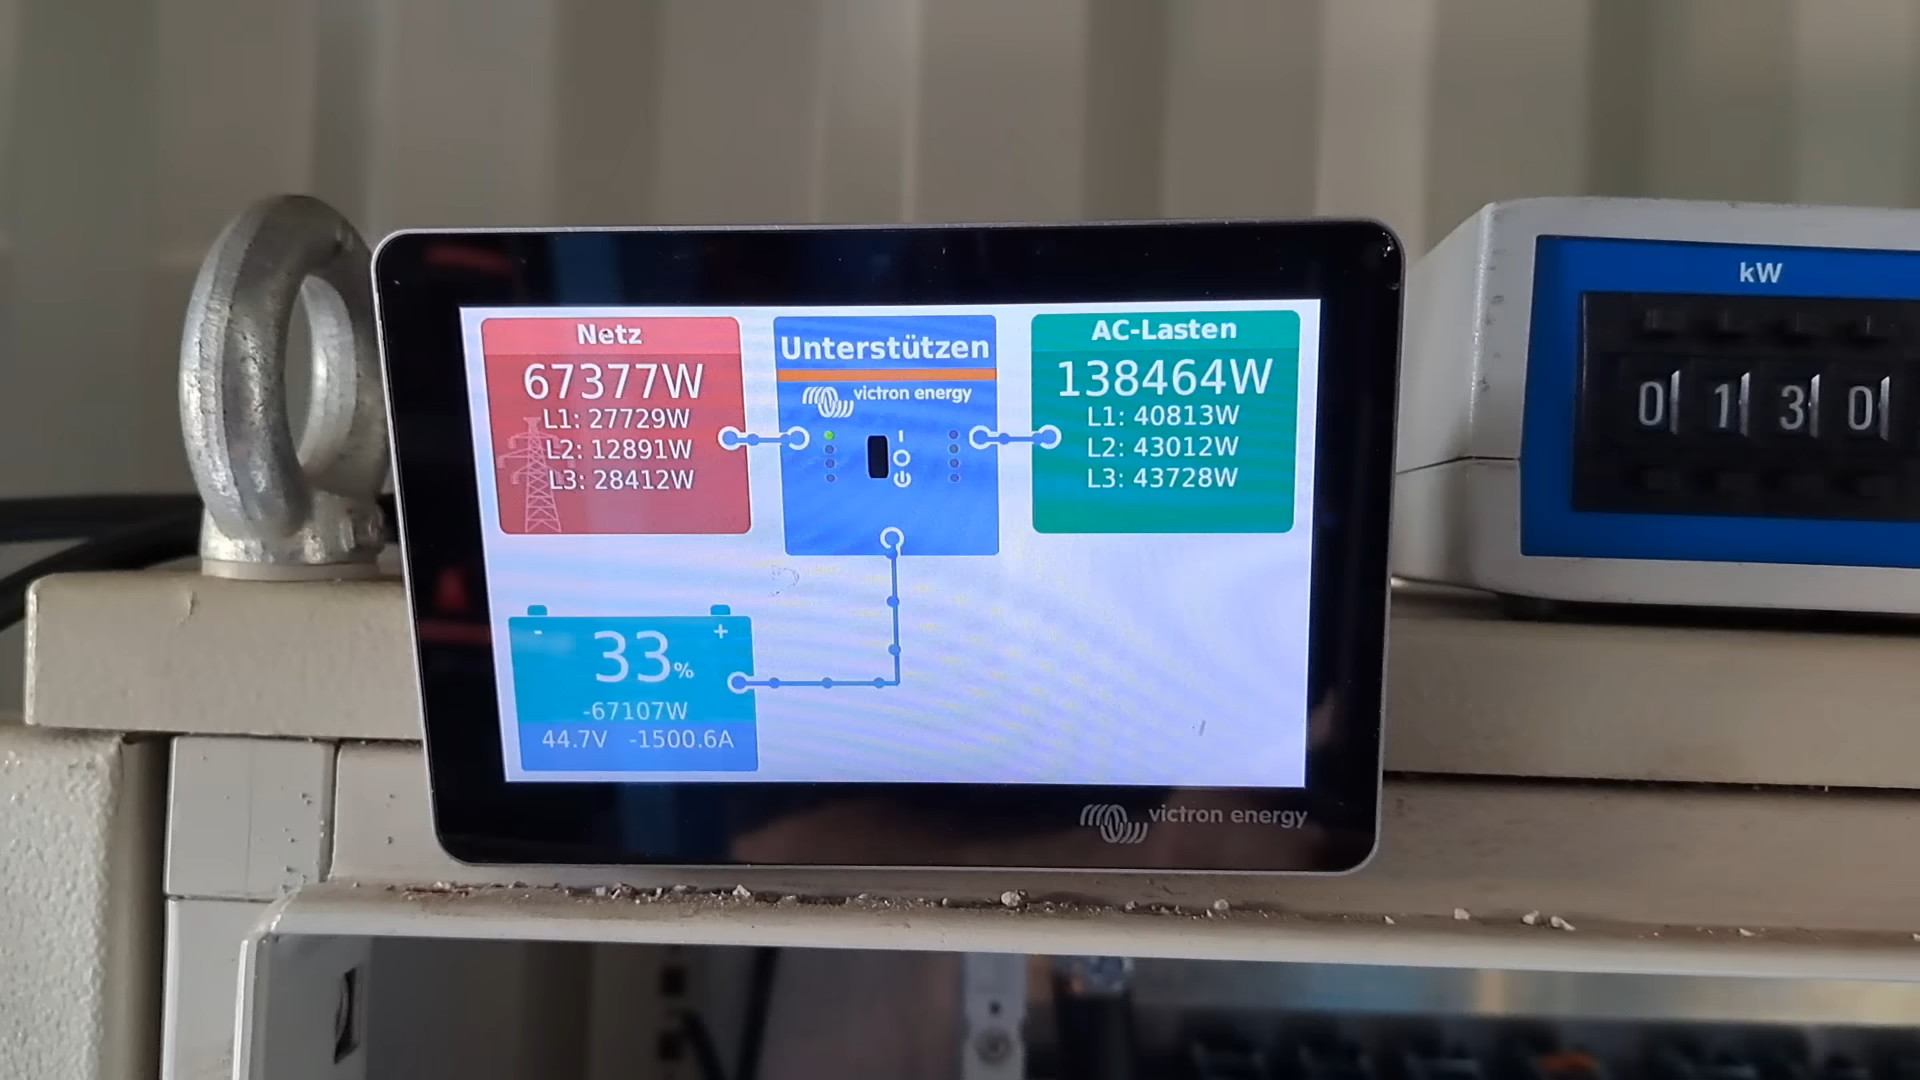 Netz
67377W
L1: 27729W
L2: 12891W
L3: 28412W
Unterstützen
victron energy
AC-Lasten
138464W
L1: 40813W
L2: 43012W
L3: 43728W
- +
33%
-67107W
44.7V -1500.6A
victron energy
kW
0 1 3 0